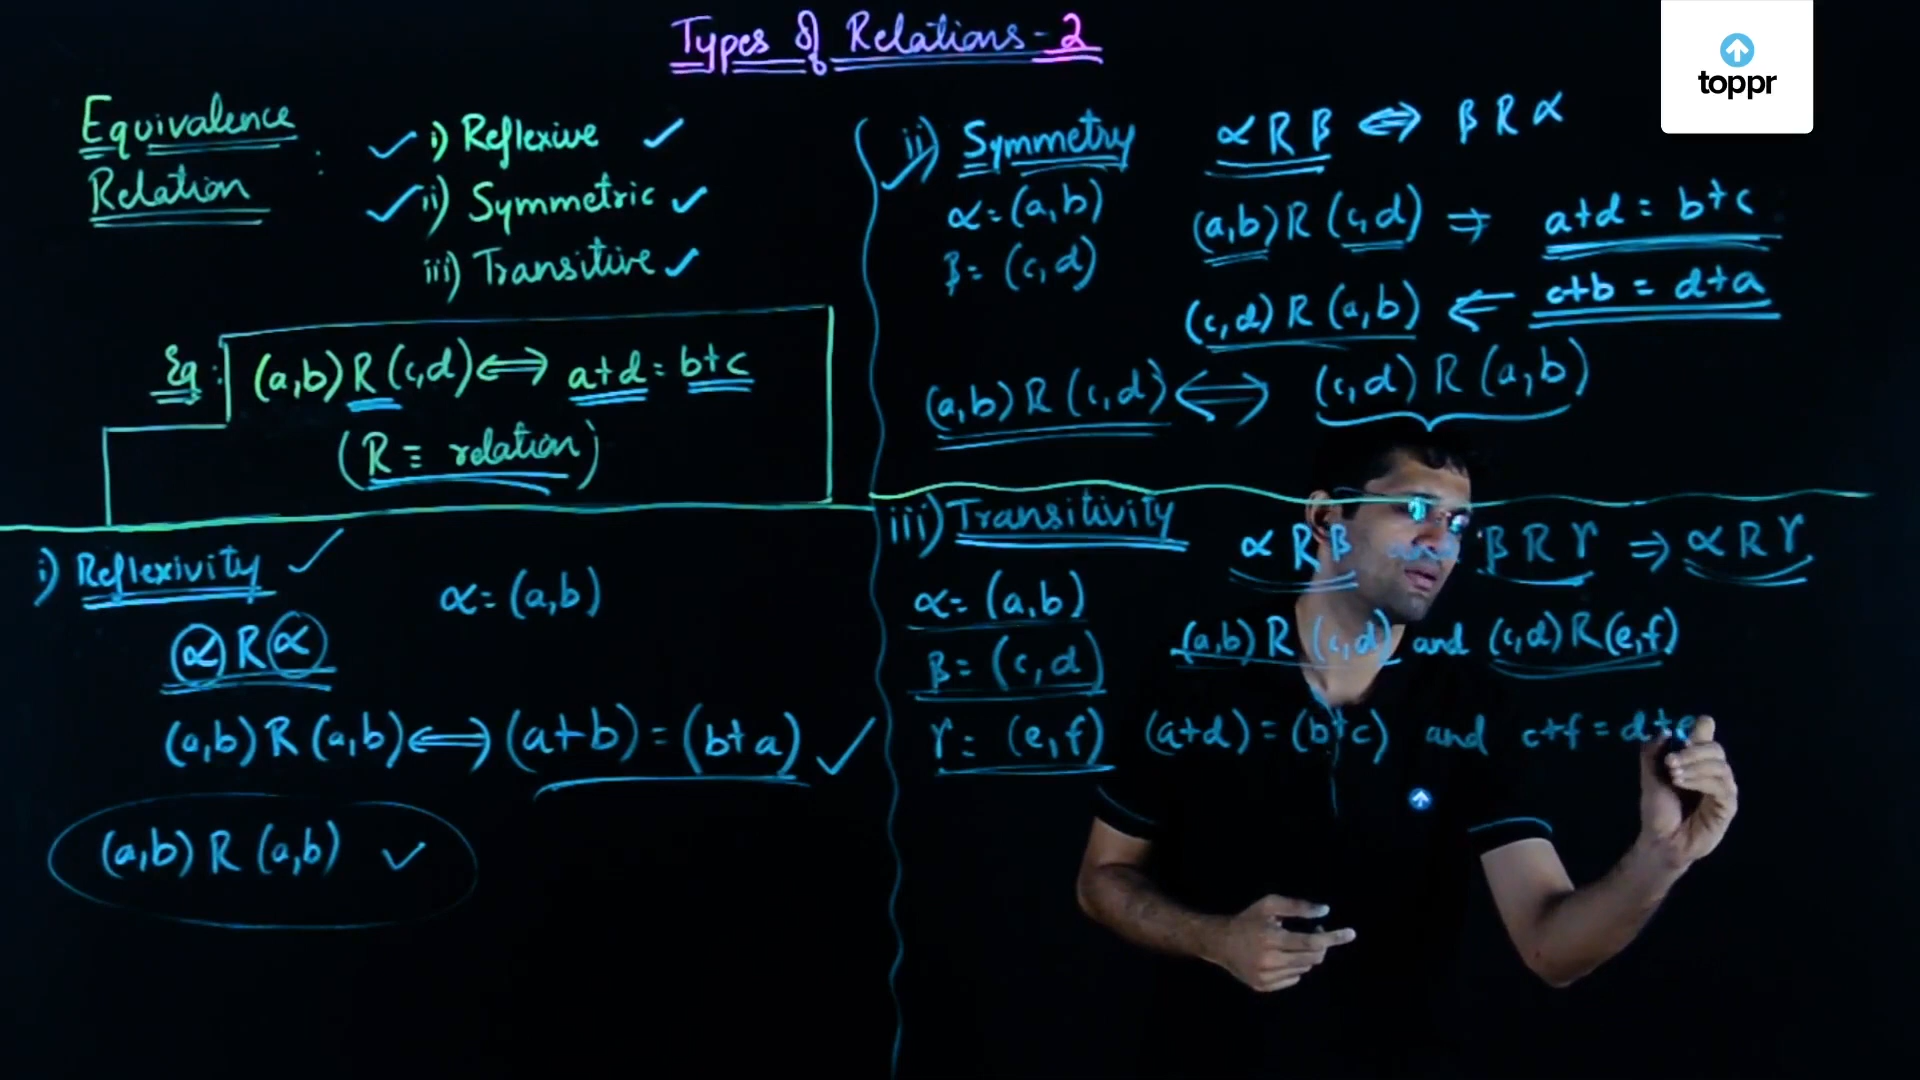 Types of Relations - 2
toppr
Equivalence Relation :
i) Reflexive
ii) Symmetric
iii) Transitive
Eg: (a,b) R (c,d) ⟺ a+d = b+c
(R ≡ relation)
i) Reflexivity
α = (a,b)
α R α
(a,b) R (a,b) ⟺ (a+b) = (b+a)
(a,b) R (a,b)
ii) Symmetry α R β ⟺ β R α
α = (a,b) (a,b) R (c,d) ⇒ a+d = b+c
β = (c,d)
(c,d) R (a,b) ⇐ c+b = d+a
(a,b) R (c,d) ⟺ (c,d) R (a,b)
iii) Transitivity α R β β R γ ⇒ α R γ
α = (a,b)
β = (c,d) (a,b) R (c,d) and (c,d) R (e,f)
γ = (e,f) (a+d) = (b+c) and c+f = d+e